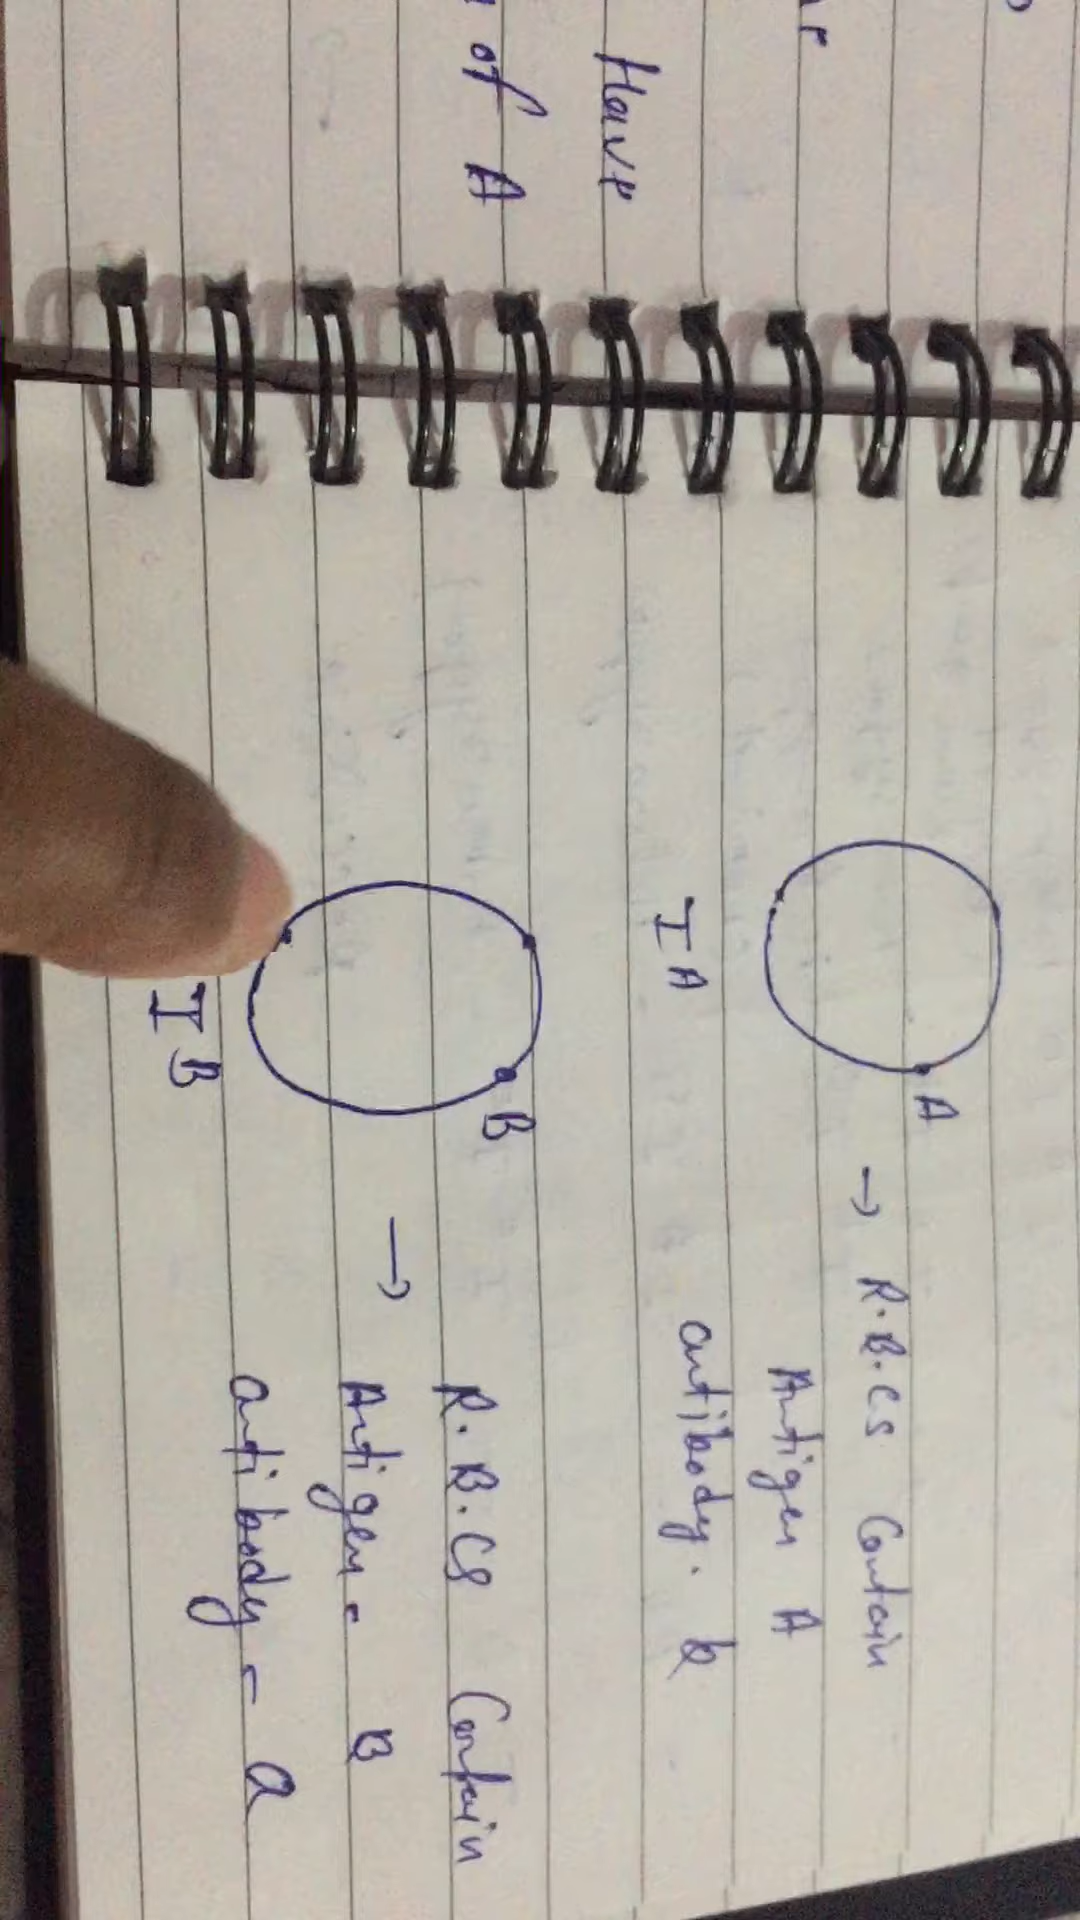 Have
of A
A
→ R.B.Cs Contain
Antigen A
I A
antibody. b
B
R.B.Cs Contain
→
Antigen - B
antibody - a
I B